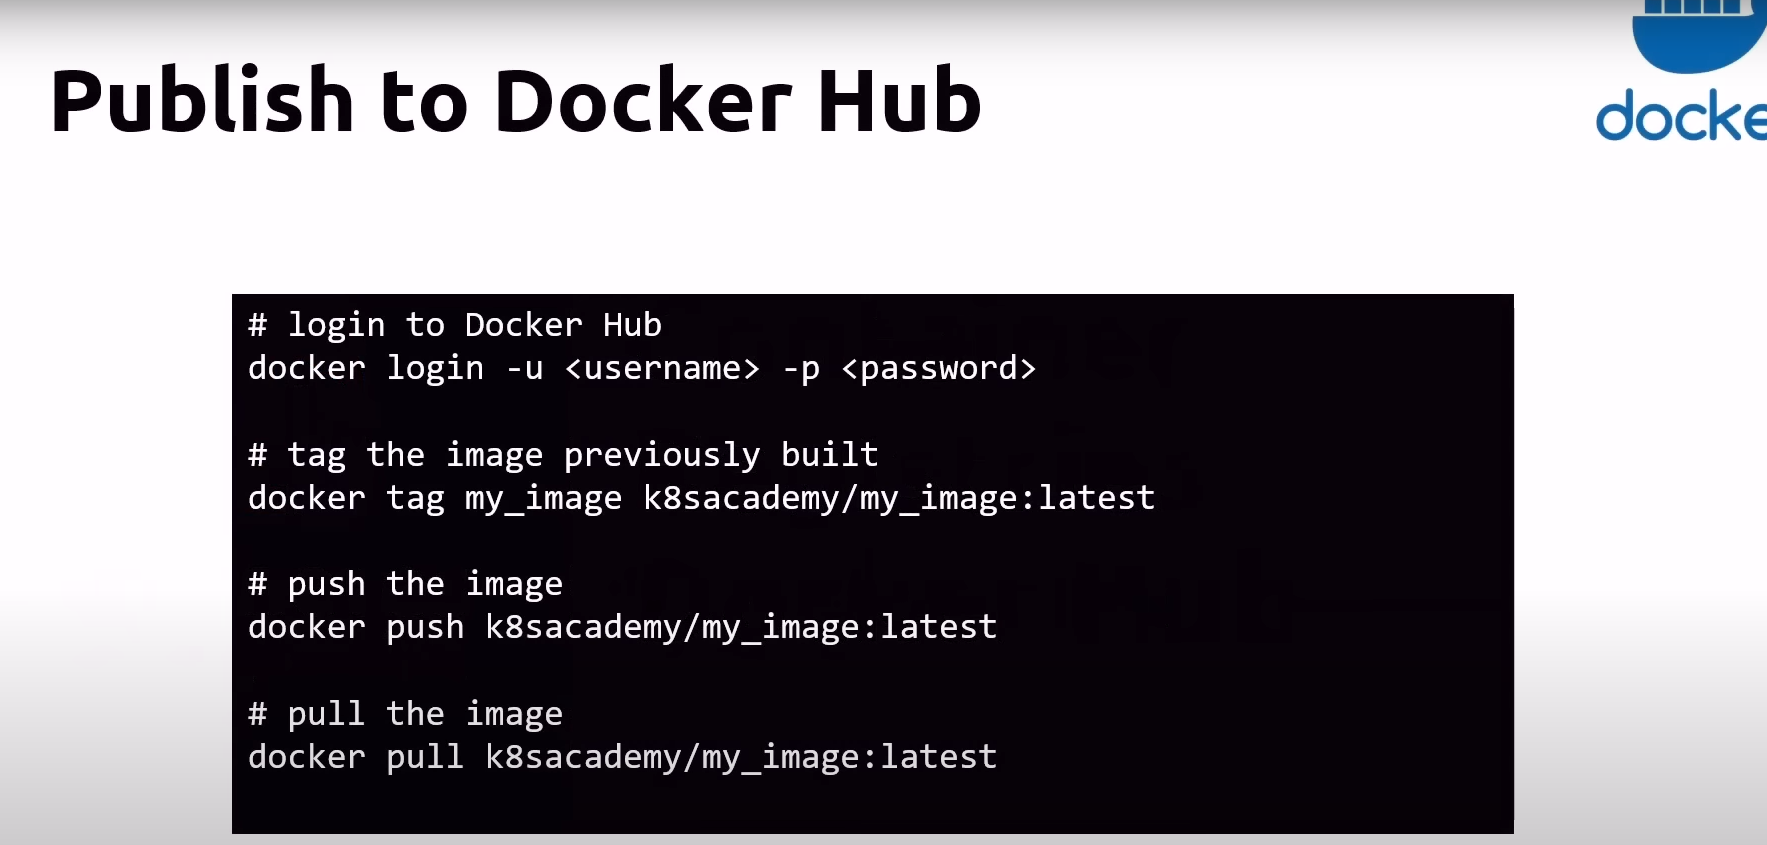 Publish to Docker Hub
docke
# login to Docker Hub
docker login -u <username> -p <password>
# tag the image previously built
docker tag my_image k8sacademy/my_image:latest
# push the image
docker push k8sacademy/my_image:latest
# pull the image
docker pull k8sacademy/my_image:latest